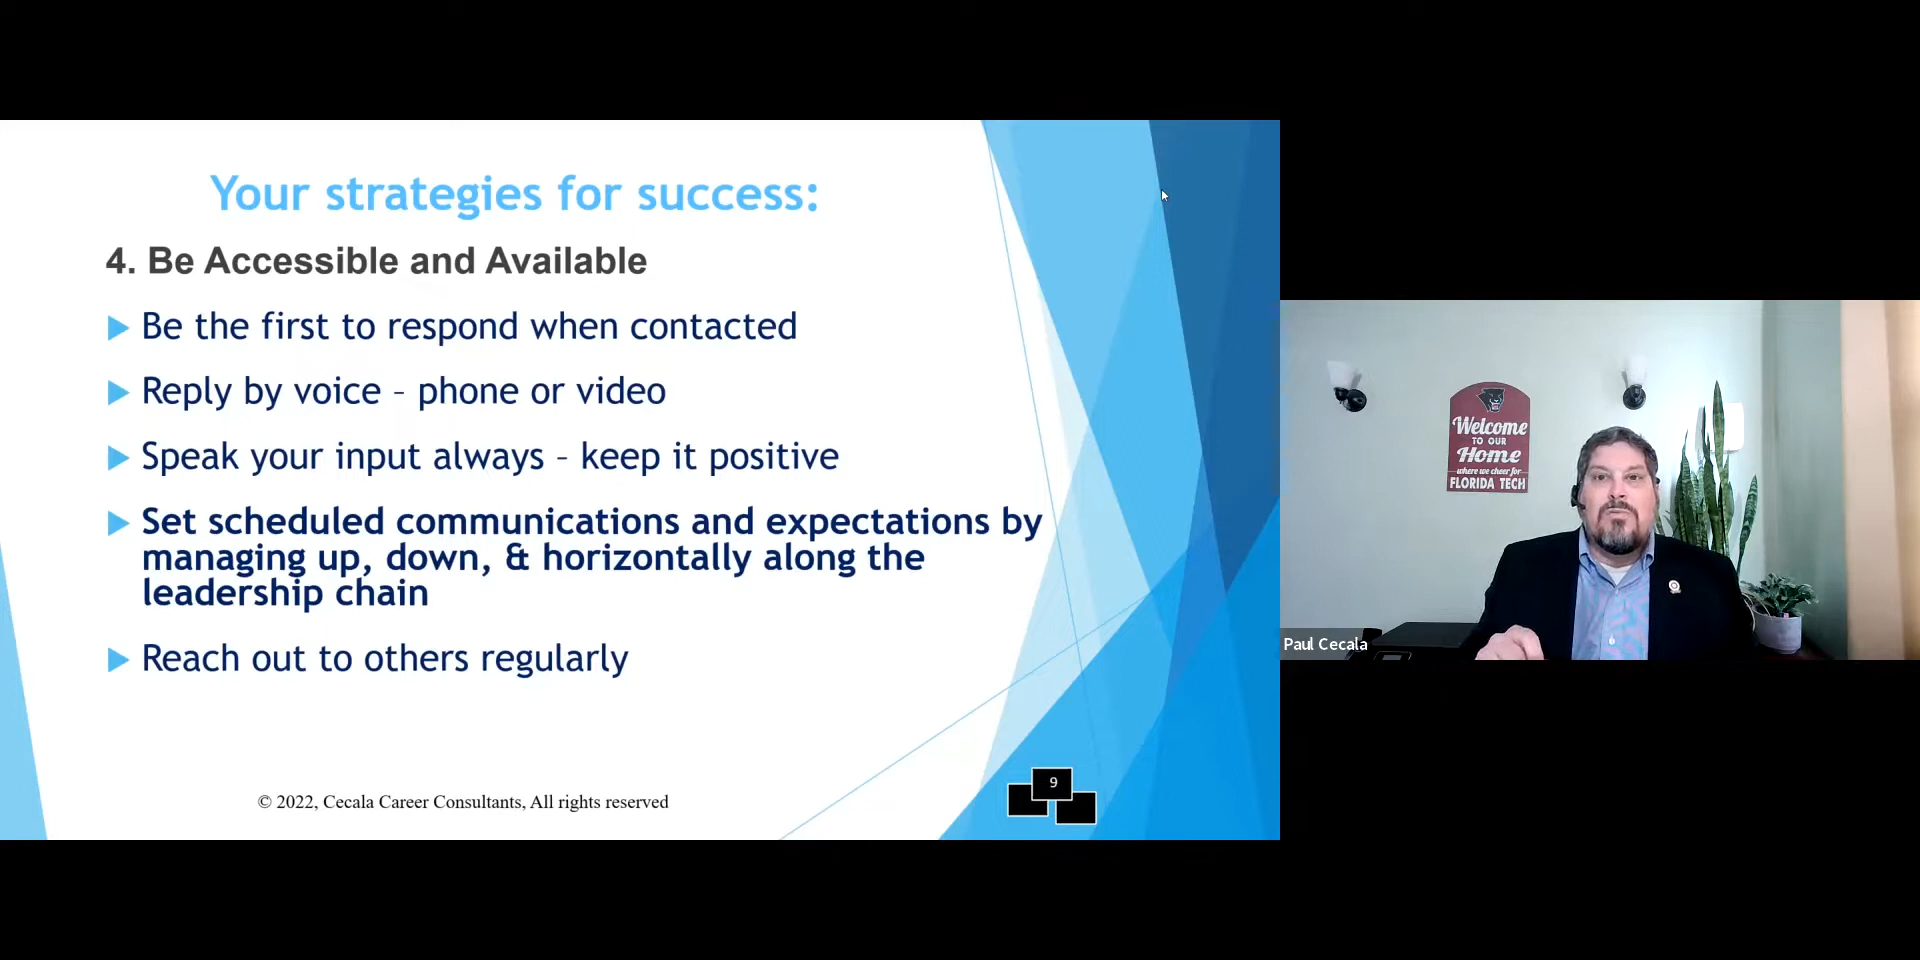 Your strategies for success:
4. Be Accessible and Available
Be the first to respond when contacted
Reply by voice – phone or video
Speak your input always – keep it positive
Set scheduled communications and expectations by
managing up, down, & horizontally along the
leadership chain
Reach out to others regularly
© 2022, Cecala Career Consultants, All rights reserved
9
Welcome
TO OUR
Home
where we cheer for
FLORIDA TECH
Paul Cecala